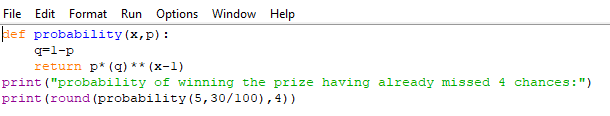 File Edit Format Run Options Window Help
def probability(x,p):
    q=1-p
    return p*(q)**(x-1)
print("probability of winning the prize having already missed 4 chances:")
print(round(probability(5,30/100),4))